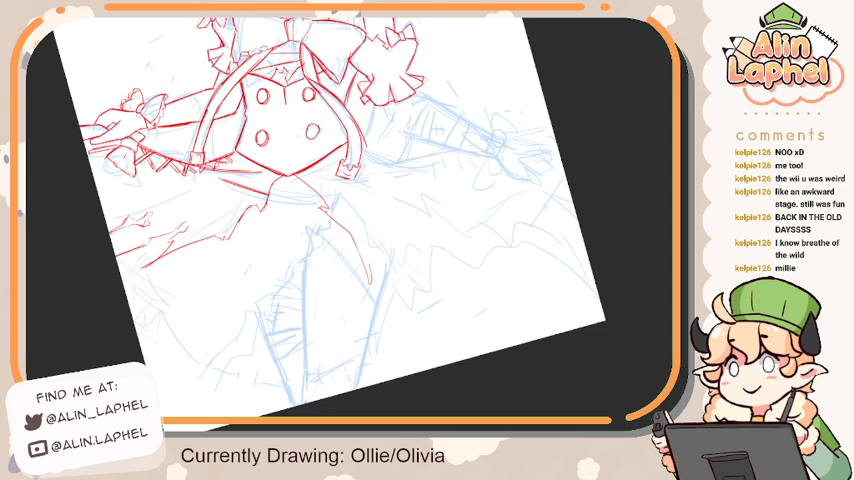 Alin
Laphel
comments
kelpie126 NOO xD
kelpie126 me too!
kelpie126 the wii u was weird
kelpie126 like an awkward
stage. still was fun
kelpie126 BACK IN THE OLD
DAYSSSS
kelpie126 I know breathe of
the wild
kelpie126 millie
FIND ME AT:
@ALIN_LAPHEL
@ALIN.LAPHEL
Currently Drawing: Ollie/Olivia